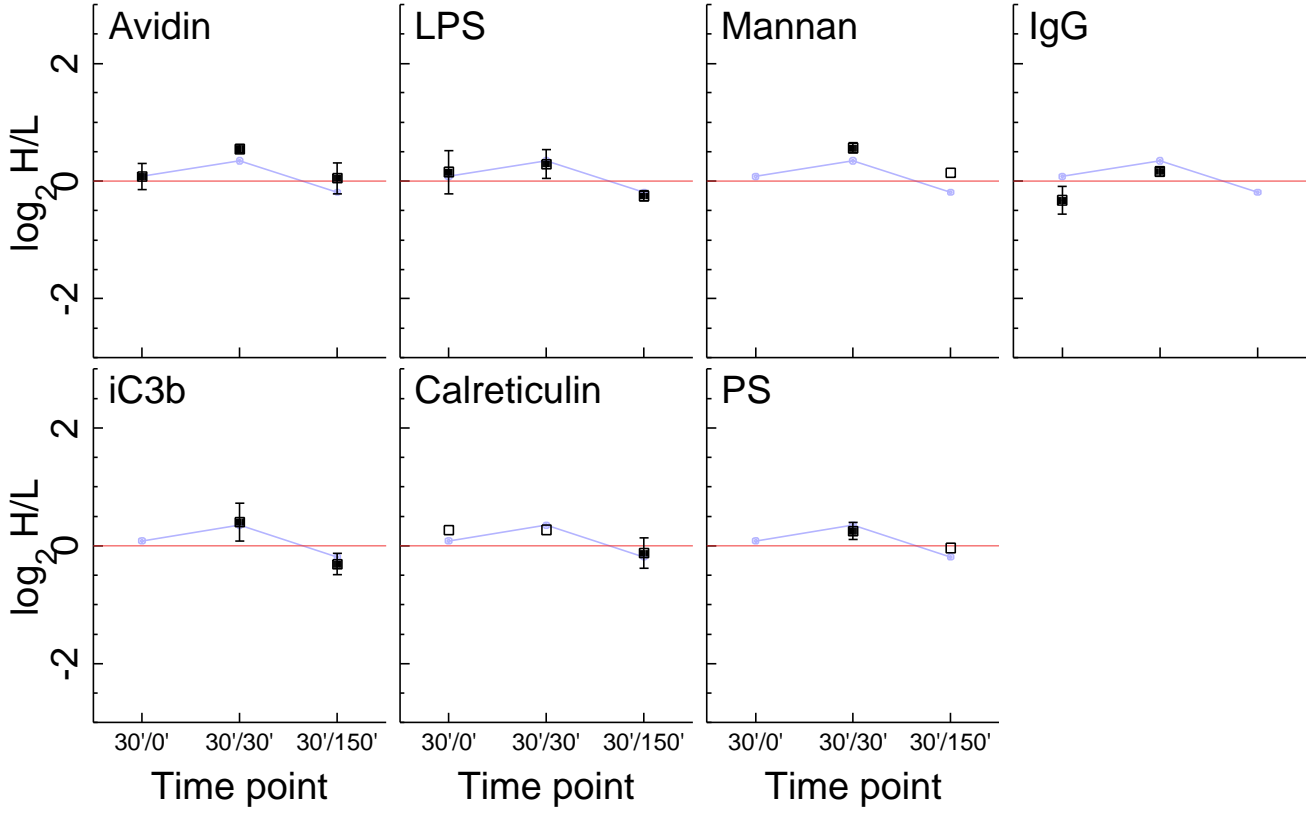 Avidin
LPS
Mannan
IgG
log2 H/L
2
0
-2
iC3b
Calreticulin
PS
log2 H/L
2
0
-2
30'/0' 30'/30' 30'/150'
30'/0' 30'/30' 30'/150'
30'/0' 30'/30' 30'/150'
Time point
Time point
Time point